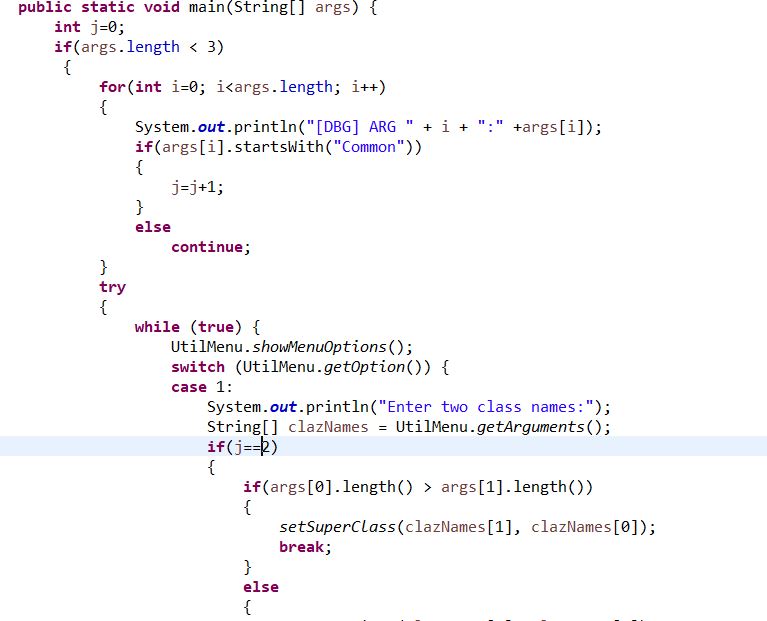 public static void main(String[] args) {
int j=0;
if(args.length < 3)
{
for(int i=0; i<args.length; i++)
{
System.out.println("[DBG] ARG " + i + ":" +args[i]);
if(args[i].startsWith("Common"))
{
j=j+1;
}
else
continue;
}
try
{
while (true) {
UtilMenu.showMenuOptions();
switch (UtilMenu.getOption()) {
case 1:
System.out.println("Enter two class names:");
String[] clazNames = UtilMenu.getArguments();
if(j==2)
{
if(args[0].length() > args[1].length())
{
setSuperClass(clazNames[1], clazNames[0]);
break;
}
else
{